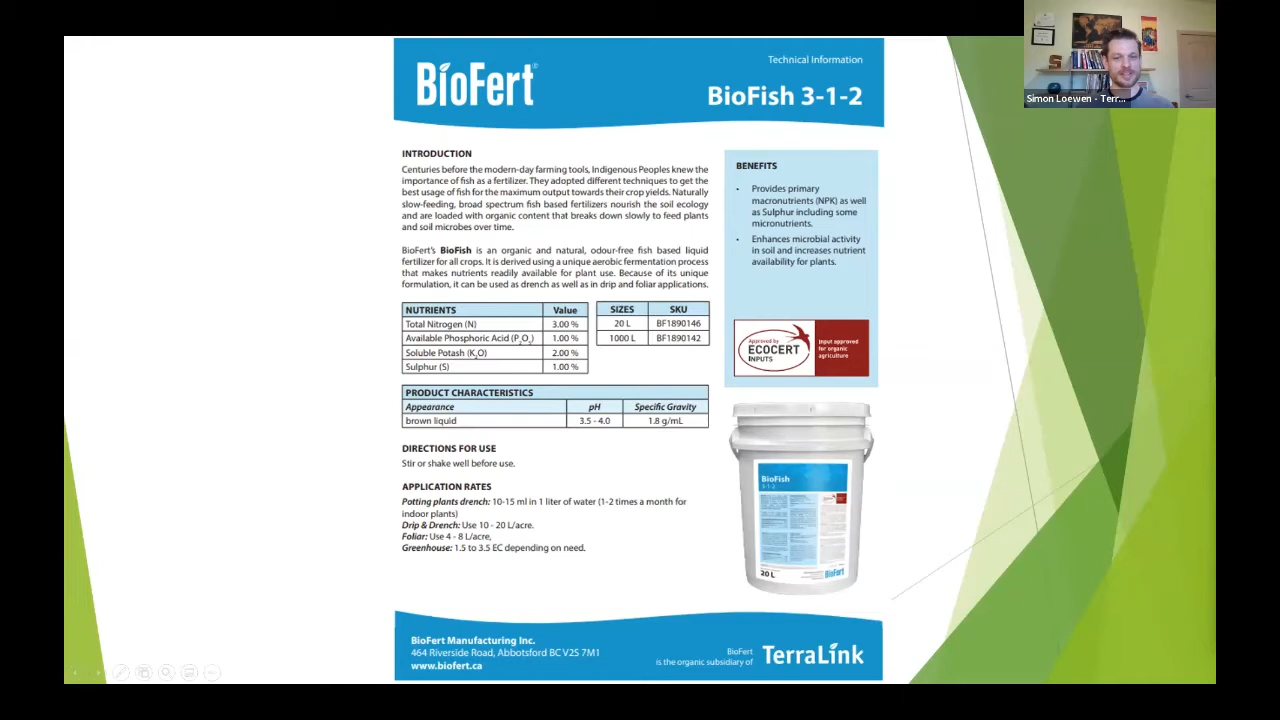 Technical Information
BioFert®
BioFish 3-1-2
Simon Loewen - Terr...
INTRODUCTION
Centuries before the modern-day farming tools, Indigenous Peoples knew the
importance of fish as a fertilizer. They adopted different techniques to get the
best usage of fish for the maximum output towards their crop yields. Naturally
slow-feeding, broad spectrum fish based fertilizers nourish the soil ecology
and are loaded with organic content that breaks down slowly to feed plants
and soil microbes over time.
BioFert's BioFish is an organic and natural, odour-free fish based liquid
fertilizer for all crops. It is derived using a unique aerobic fermentation process
that makes nutrients readily available for plant use. Because of its unique
formulation, it can be used as drench as well as in drip and foliar applications.
NUTRIENTS Value
Total Nitrogen (N) 3.00 %
Available Phosphoric Acid (P2O5) 1.00 %
Soluble Potash (K2O) 2.00 %
Sulphur (S) 1.00 %
SIZES SKU
20 L BF1890146
1000 L BF1890142
PRODUCT CHARACTERISTICS
Appearance pH Specific Gravity
brown liquid 3.5 - 4.0 1.8 g/mL
DIRECTIONS FOR USE
Stir or shake well before use.
APPLICATION RATES
Potting plants drench: 10-15 ml in 1 liter of water (1-2 times a month for
indoor plants)
Drip & Drench: Use 10 - 20 L/acre.
Foliar: Use 4 - 8 L/acre,
Greenhouse: 1.5 to 3.5 EC depending on need.
BENEFITS
• Provides primary
macronutrients (NPK) as well
as Sulphur including some
micronutrients.
• Enhances microbial activity
in soil and increases nutrient
availability for plants.
Approved by
ECOCERT
INPUTS
Input approved
for organic
agriculture
BioFish
3-1-2
20 L
BioFert
BioFert Manufacturing Inc.
464 Riverside Road, Abbotsford BC V2S 7M1
www.biofert.ca
BioFert
is the organic subsidiary of
TerraLink